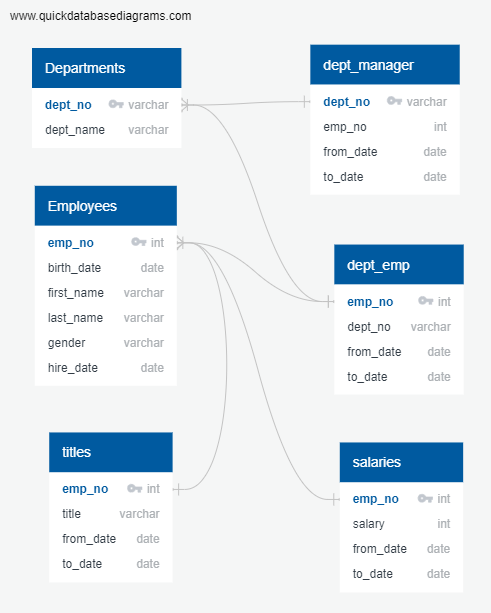 www.quickdatabasediagrams.com
Departments
dept_no varchar
dept_name varchar
dept_manager
dept_no varchar
emp_no int
from_date date
to_date date
Employees
emp_no int
birth_date date
first_name varchar
last_name varchar
gender varchar
hire_date date
dept_emp
emp_no int
dept_no varchar
from_date date
to_date date
titles
emp_no int
title varchar
from_date date
to_date date
salaries
emp_no int
salary int
from_date date
to_date date